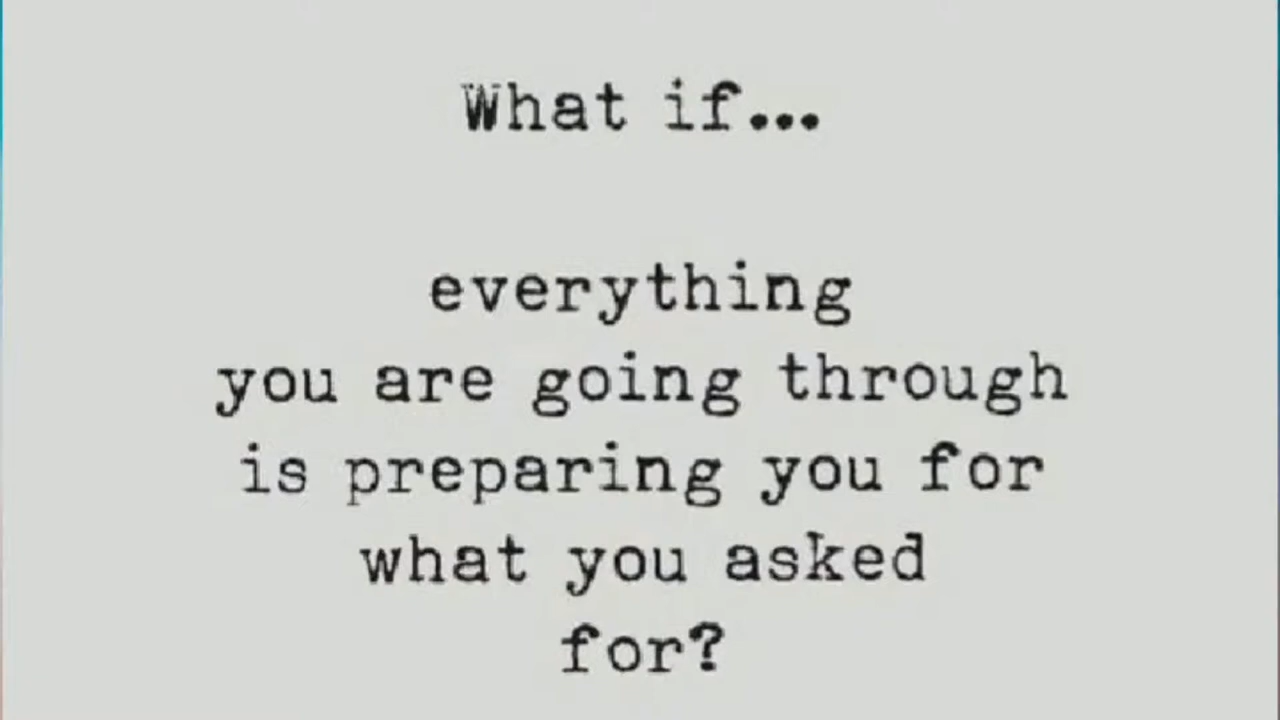 What if...
everything
you are going through
is preparing you for
what you asked
for?